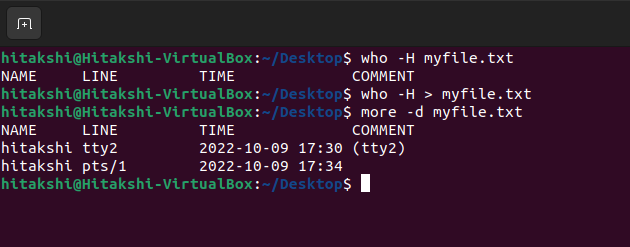 hitakshi@Hitakshi-VirtualBox:~/Desktop$ who -H myfile.txt
NAME     LINE         TIME             COMMENT
hitakshi@Hitakshi-VirtualBox:~/Desktop$ who -H > myfile.txt
hitakshi@Hitakshi-VirtualBox:~/Desktop$ more -d myfile.txt
NAME     LINE         TIME             COMMENT
hitakshi tty2         2022-10-09 17:30 (tty2)
hitakshi pts/1        2022-10-09 17:34
hitakshi@Hitakshi-VirtualBox:~/Desktop$